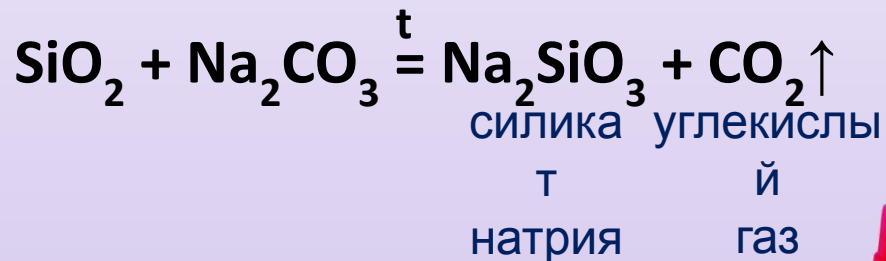 t
SiO₂ + Na₂CO₃ = Na₂SiO₃ + CO₂↑
силика углекислы
т й
натрия газ